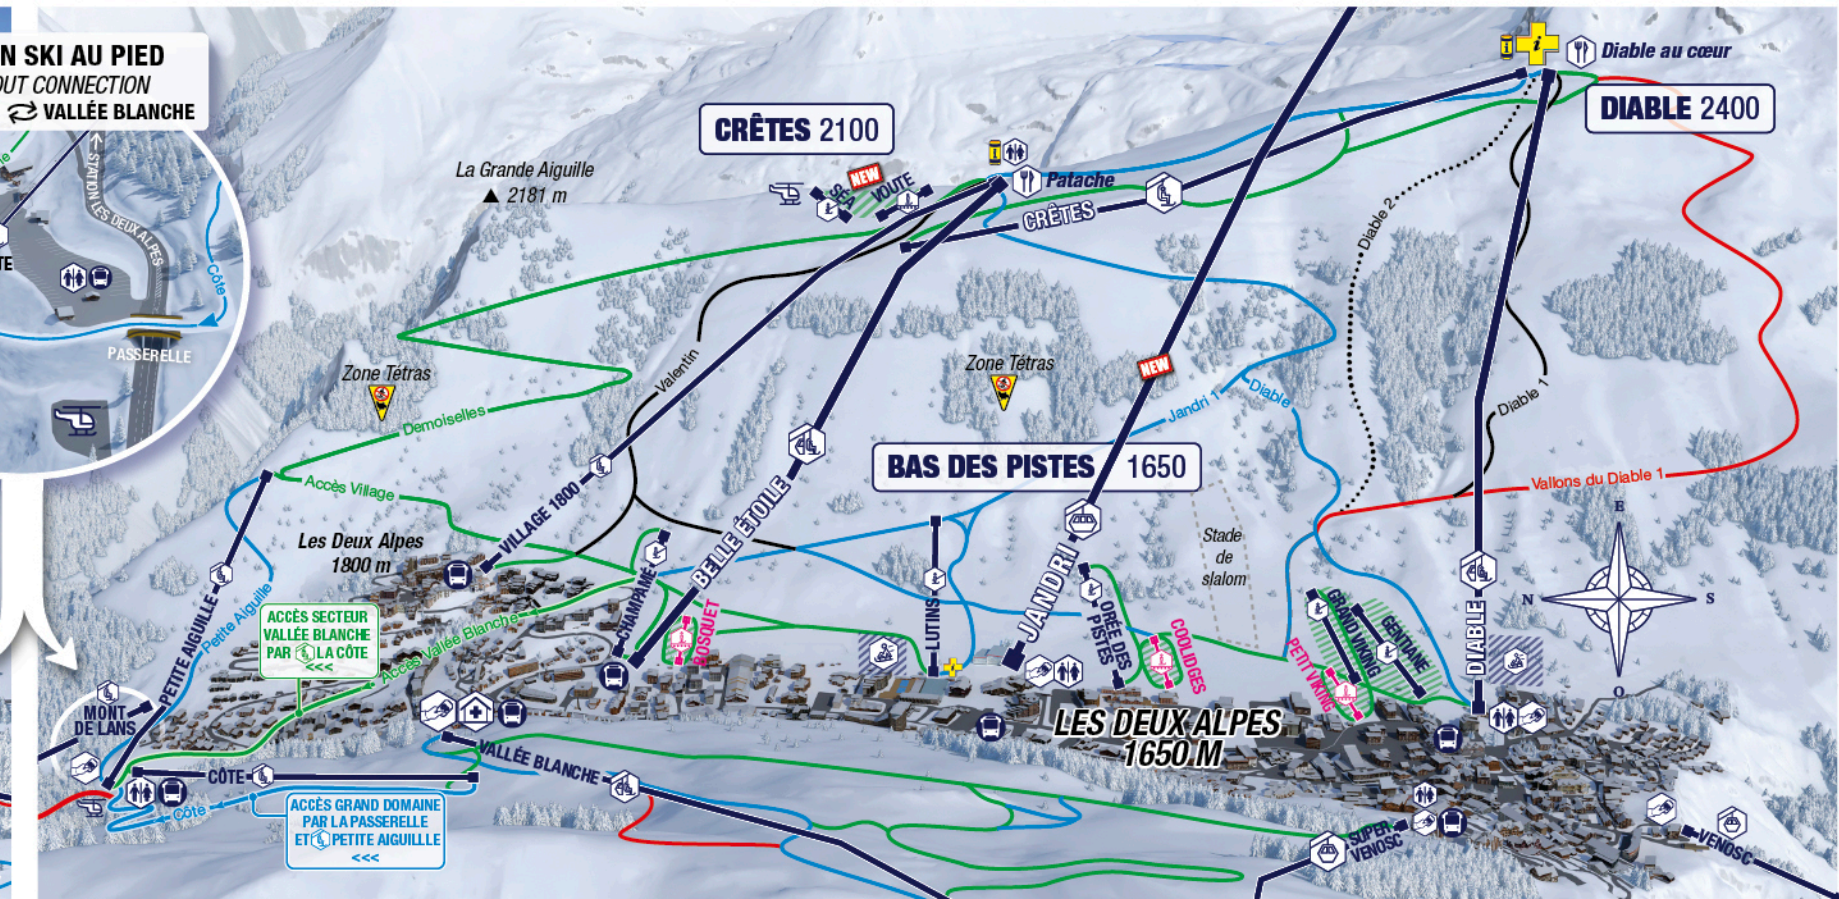 N SKI AU PIED
OUT CONNECTION
VALLÉE BLANCHE
STATION LES DEUX ALPES
Côte
PASSERELLE
CRÊTES 2100
La Grande Aiguille
2181 m
SÉA
NEW
VOUTE
i
Patache
CRÊTES
i
i
Diable au cœur
DIABLE 2400
Zone Tétras
Valentin
Demoiselles
Accès Village
VILLAGE 1800
BELLE ÉTOILE
Zone Tétras
NEW
Jandri 1
Diable
Diable 2
Diable 1
Vallons du Diable 1
BAS DES PISTES 1650
Stade
de
slalom
E
N
S
O
Les Deux Alpes
1800 m
PETITE AIGUILLE
Petite Aiguille
ACCÈS SECTEUR
VALLÉE BLANCHE
PAR LA CÔTE
<<<
Accès Vallée Blanche
CHAMPAMÉ
BOSQUET
LUTINS
JANDRI
ORÉE DES
PISTES
COOLIDGES
PETIT VIKING
GRAND VIKING
GENTIANE
DIABLE
MONT
DE LANS
LES DEUX ALPES
1650 M
CÔTE
Côte
VALLÉE BLANCHE
ACCÈS GRAND DOMAINE
PAR LA PASSERELLE
ET PETITE AIGUILLLE
<<<
SUPER
VENOSC
VENOSC